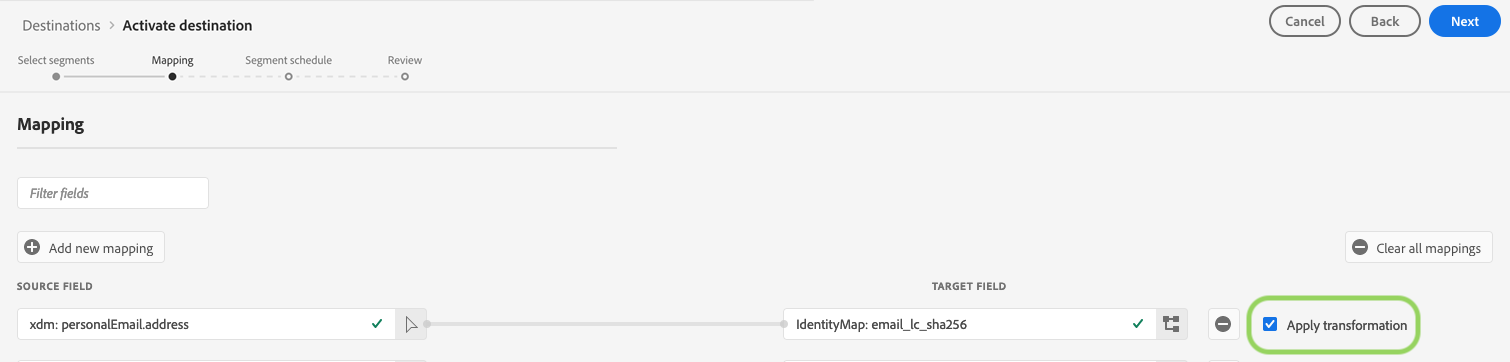 Destinations > Activate destination
Cancel
Back
Next
Select segments
Mapping
Segment schedule
Review
Mapping
Filter fields
Add new mapping
Clear all mappings
SOURCE FIELD
TARGET FIELD
xdm: personalEmail.address
IdentityMap: email_lc_sha256
Apply transformation